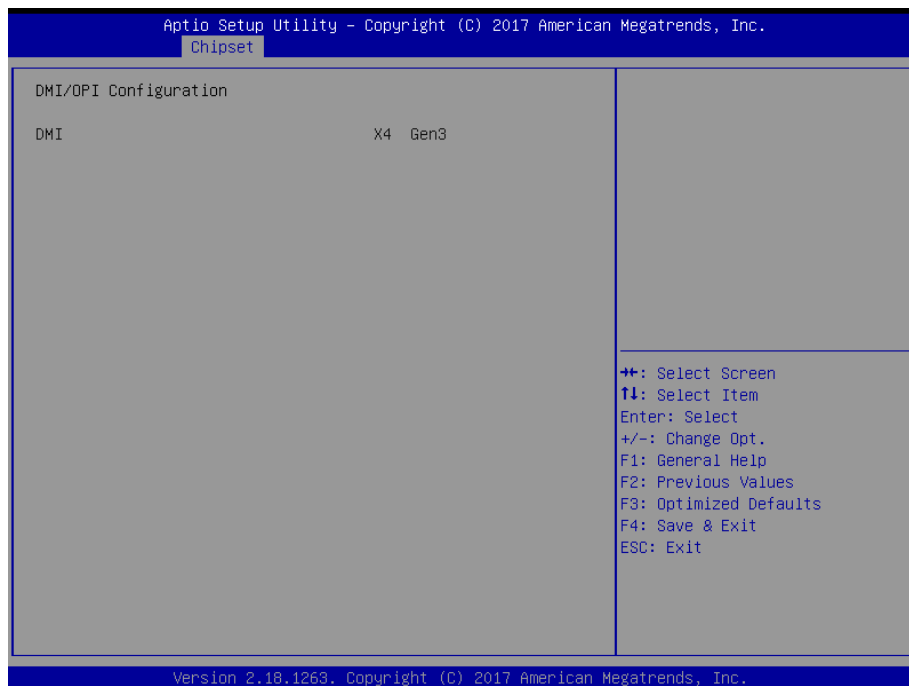 Aptio Setup Utility – Copyright (C) 2017 American Megatrends, Inc.
Chipset
DMI/OPI Configuration
DMI X4 Gen3
→←: Select Screen
↑↓: Select Item
Enter: Select
+/-: Change Opt.
F1: General Help
F2: Previous Values
F3: Optimized Defaults
F4: Save & Exit
ESC: Exit
Version 2.18.1263. Copyright (C) 2017 American Megatrends, Inc.